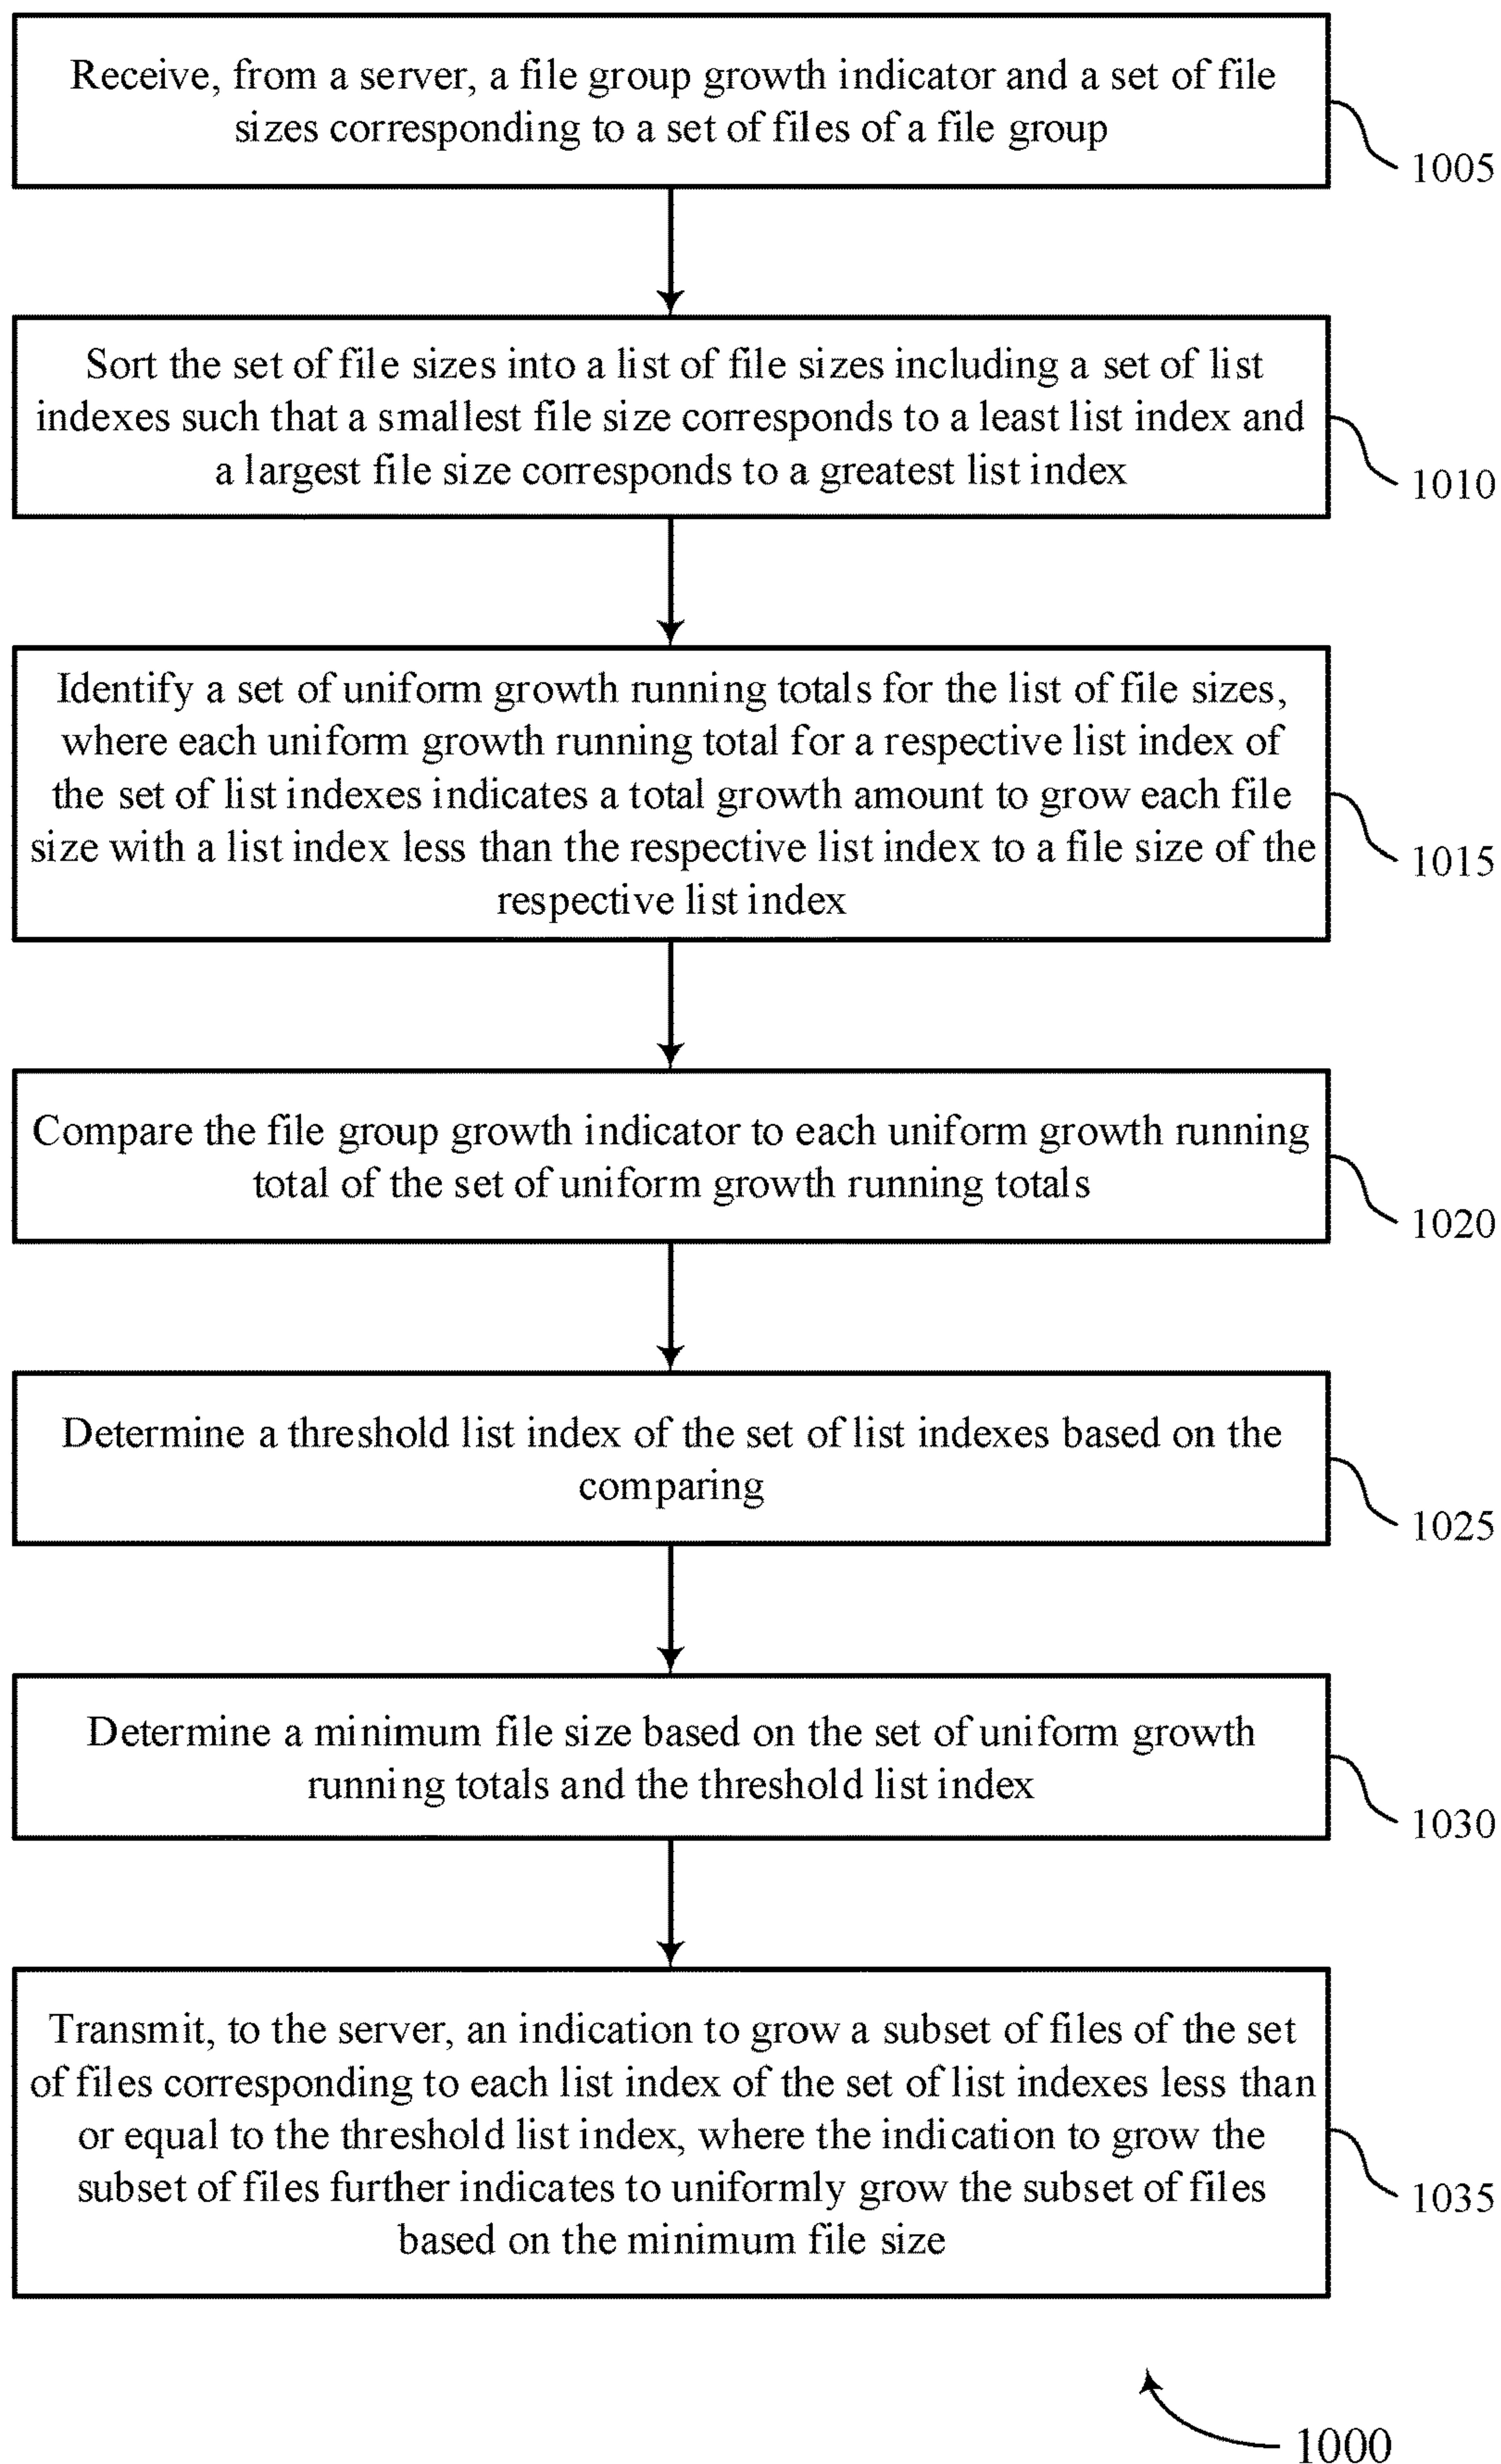 Receive, from a server, a file group growth indicator and a set of file
sizes corresponding to a set of files of a file group
1005
Sort the set of file sizes into a list of file sizes including a set of list
indexes such that a smallest file size corresponds to a least list index and
a largest file size corresponds to a greatest list index
1010
Identify a set of uniform growth running totals for the list of file sizes,
where each uniform growth running total for a respective list index of
the set of list indexes indicates a total growth amount to grow each file
size with a list index less than the respective list index to a file size of the
respective list index
1015
Compare the file group growth indicator to each uniform growth running
total of the set of uniform growth running totals
1020
Determine a threshold list index of the set of list indexes based on the
comparing
1025
Determine a minimum file size based on the set of uniform growth
running totals and the threshold list index
1030
Transmit, to the server, an indication to grow a subset of files of the set
of files corresponding to each list index of the set of list indexes less than
or equal to the threshold list index, where the indication to grow the
subset of files further indicates to uniformly grow the subset of files
based on the minimum file size
1035
1000